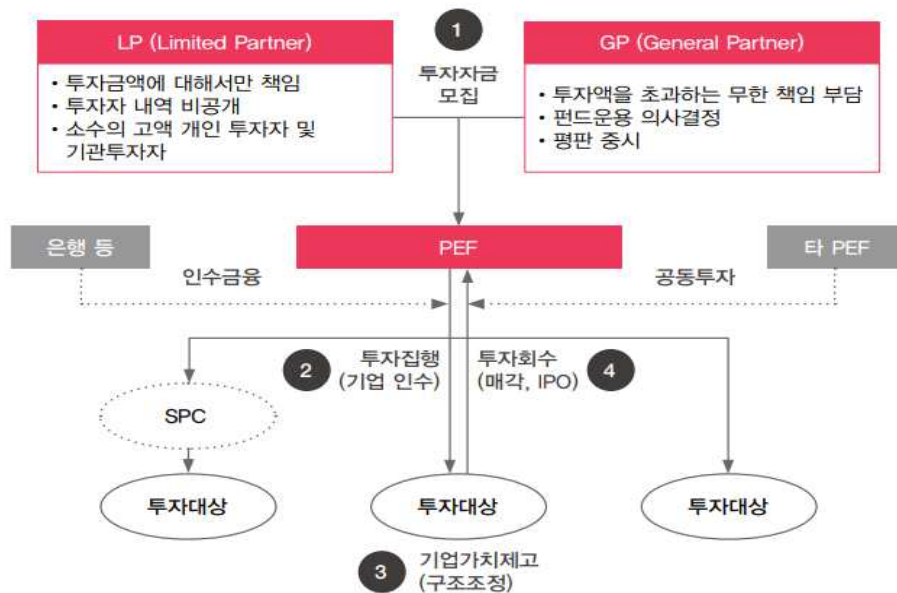 LP (Limited Partner)
• 투자금액에 대해서만 책임
• 투자자 내역 비공개
• 소수의 고액 개인 투자자 및
기관투자자
1
투자자금
모집
GP (General Partner)
• 투자액을 초과하는 무한 책임 부담
• 펀드운용 의사결정
• 평판 중시
은행 등
PEF
타 PEF
인수금융
공동투자
2
투자집행
(기업 인수)
투자회수
(매각, IPO)
4
SPC
투자대상
투자대상
투자대상
3
기업가치제고
(구조조정)